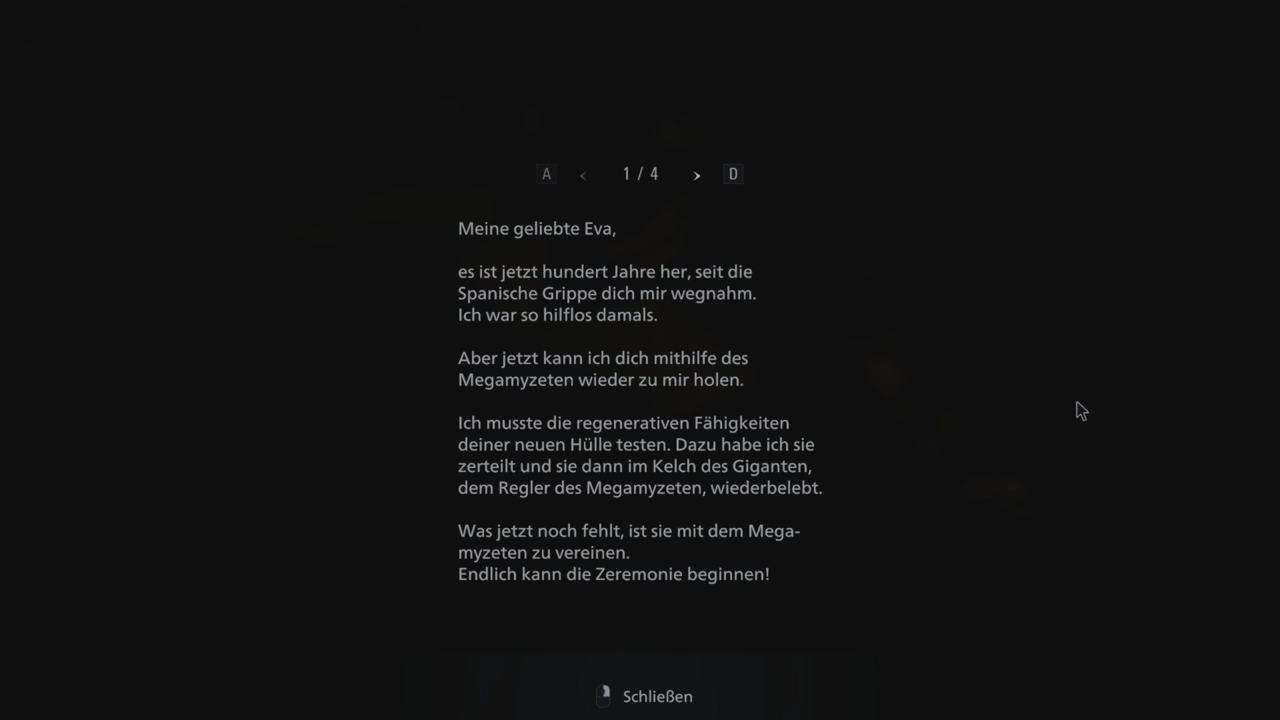 A < 1 / 4 > D
Meine geliebte Eva,
es ist jetzt hundert Jahre her, seit die
Spanische Grippe dich mir wegnahm.
Ich war so hilflos damals.
Aber jetzt kann ich dich mithilfe des
Megamyzeten wieder zu mir holen.
Ich musste die regenerativen Fähigkeiten
deiner neuen Hülle testen. Dazu habe ich sie
zerteilt und sie dann im Kelch des Giganten,
dem Regler des Megamyzeten, wiederbelebt.
Was jetzt noch fehlt, ist sie mit dem Mega-
myzeten zu vereinen.
Endlich kann die Zeremonie beginnen!
Schließen